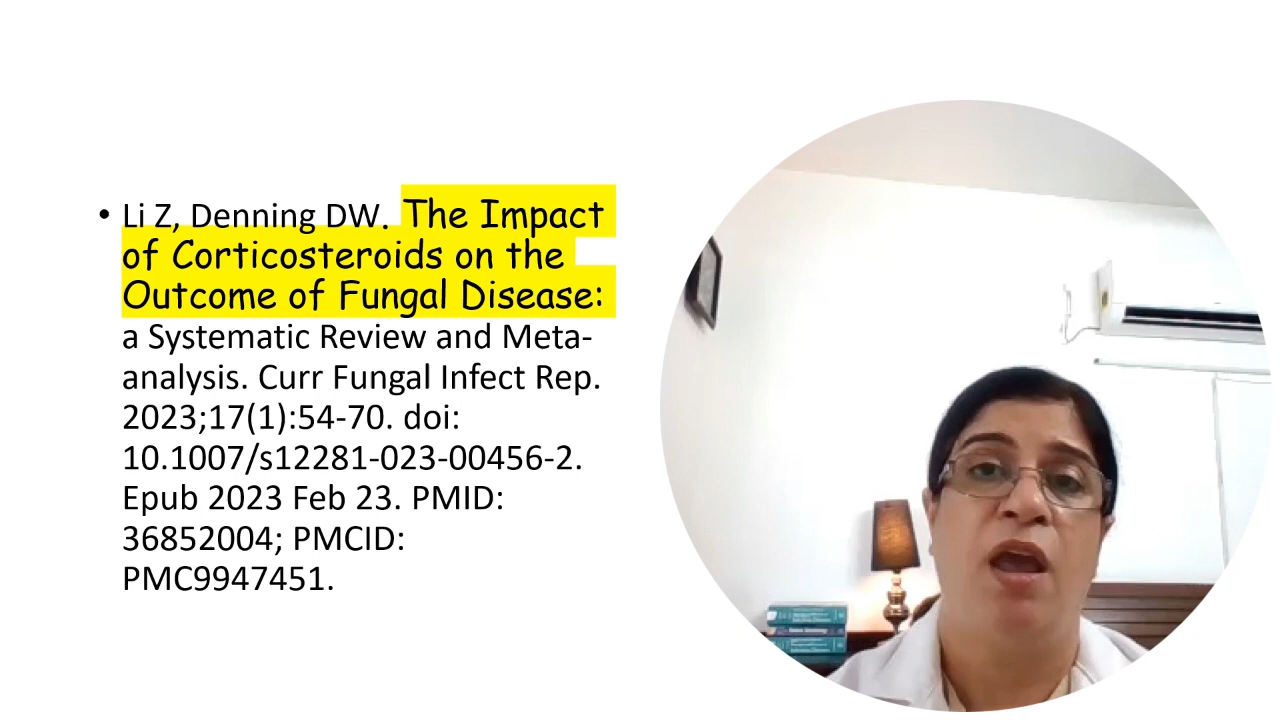 • Li Z, Denning DW. The Impact
of Corticosteroids on the
Outcome of Fungal Disease:
a Systematic Review and Meta-
analysis. Curr Fungal Infect Rep.
2023;17(1):54-70. doi:
10.1007/s12281-023-00456-2.
Epub 2023 Feb 23. PMID:
36852004; PMCID:
PMC9947451.